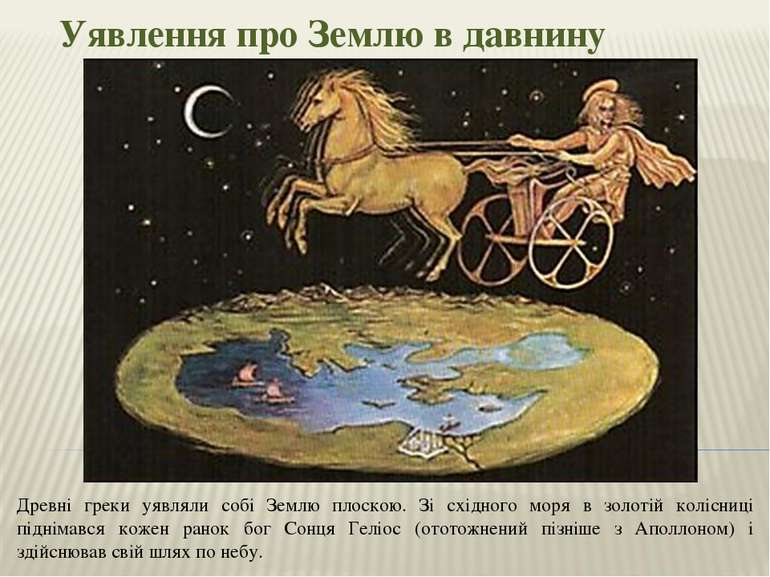 Уявлення про Землю в давнину
Древні греки уявляли собі Землю плоскою. Зі східного моря в золотій колісниці
піднімався кожен ранок бог Сонця Геліос (ототожнений пізніше з Аполлоном) і
здійснював свій шлях по небу.